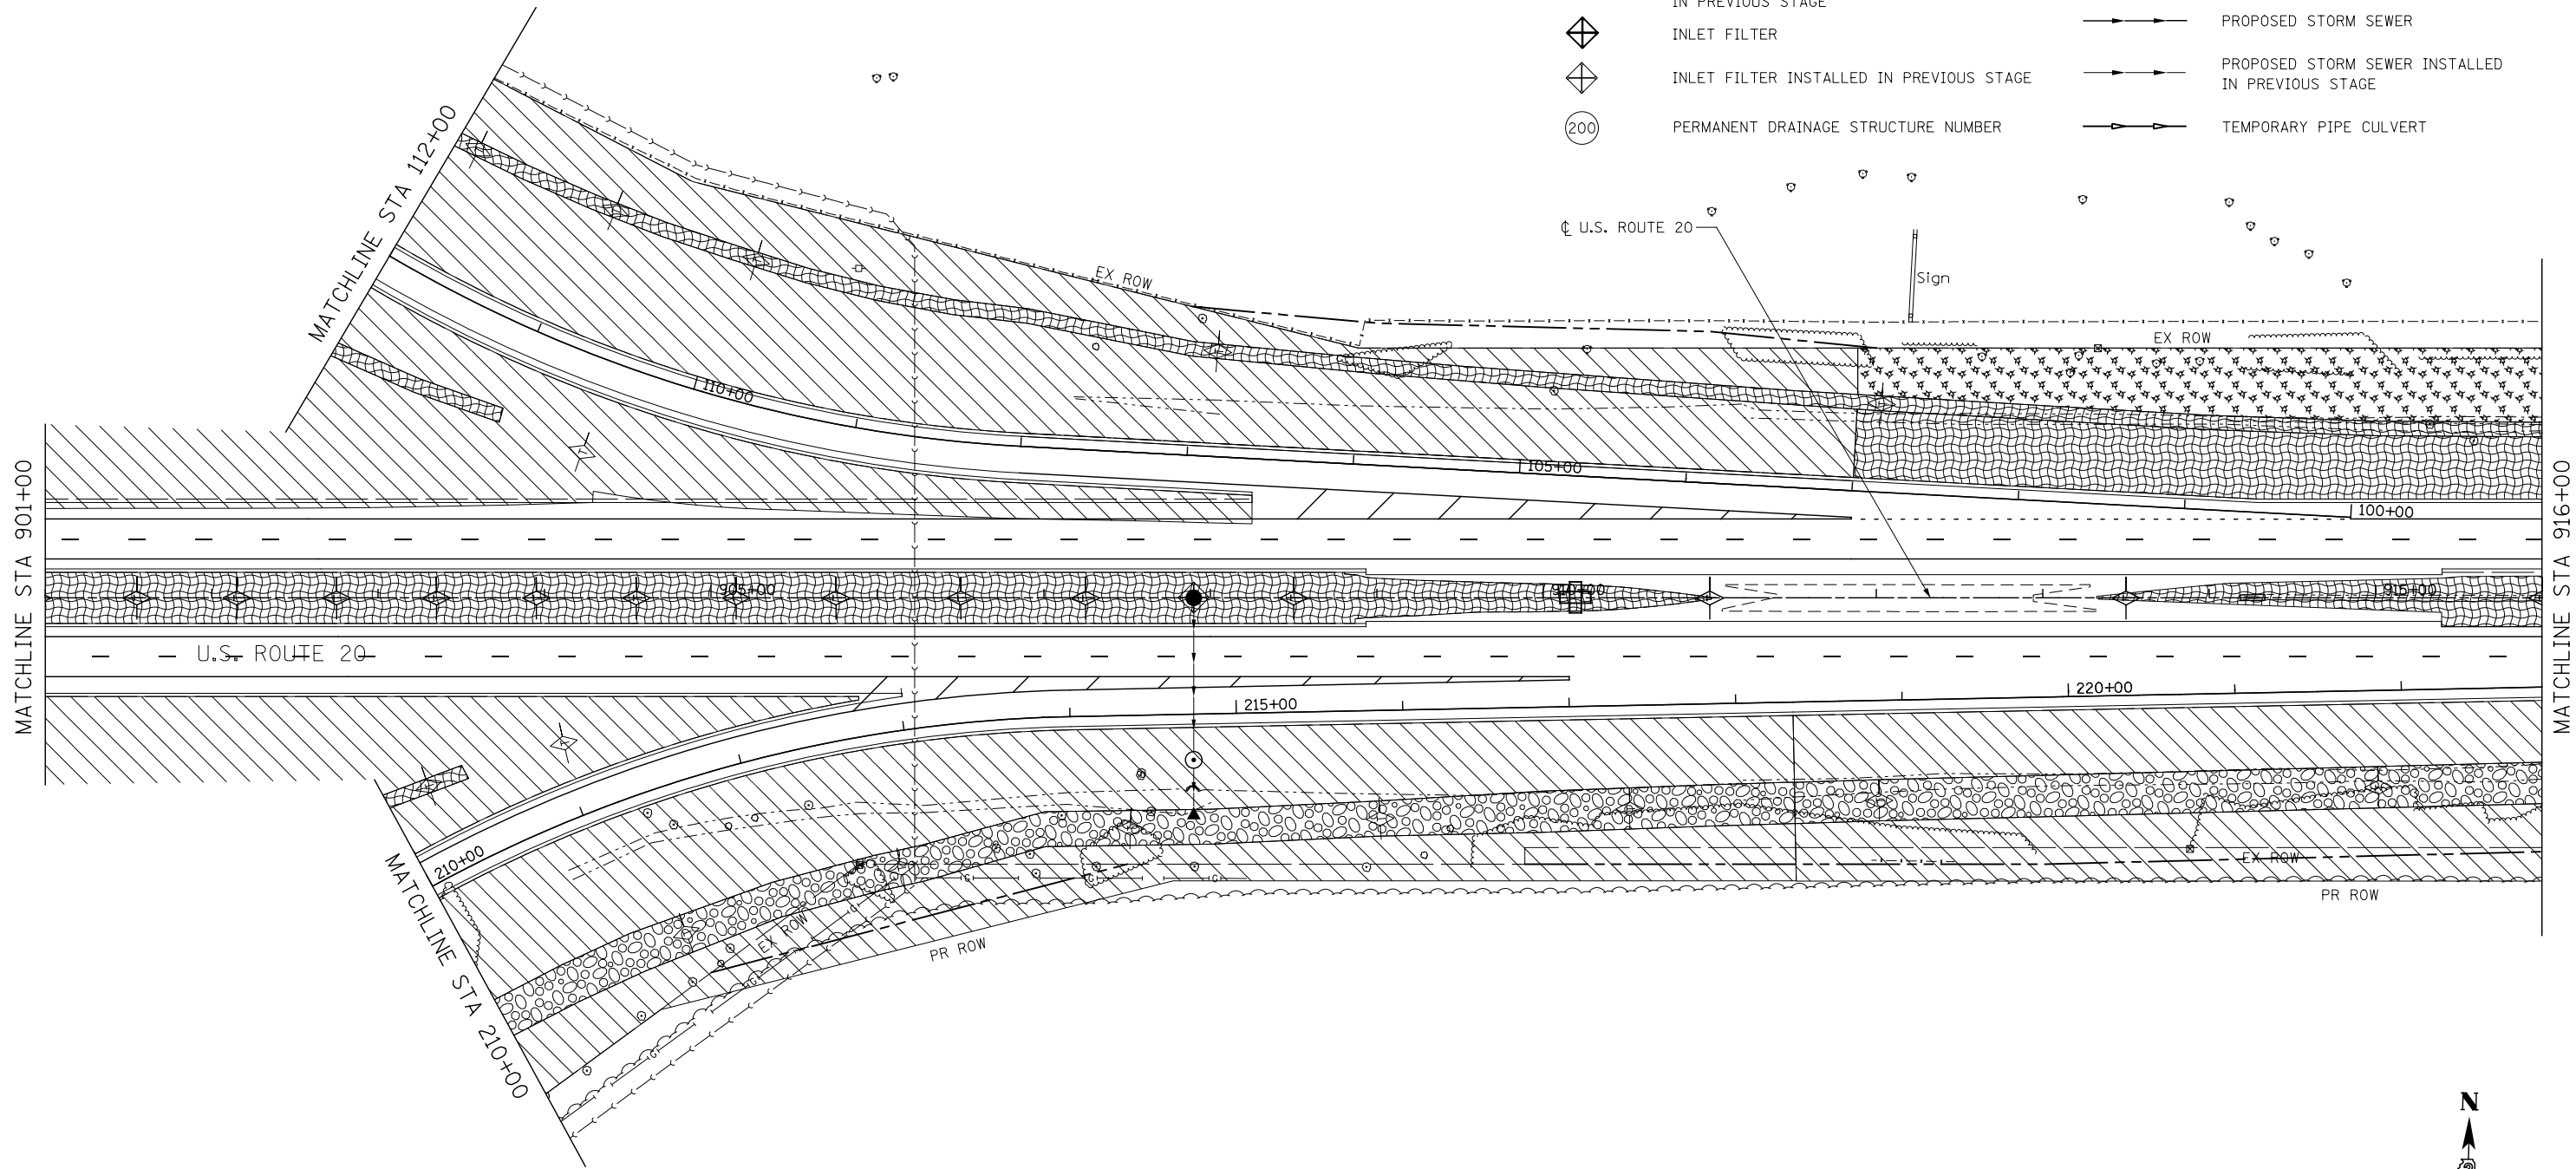 IN PREVIOUS STAGE
INLET FILTER
INLET FILTER INSTALLED IN PREVIOUS STAGE
200 PERMANENT DRAINAGE STRUCTURE NUMBER
PROPOSED STORM SEWER
PROPOSED STORM SEWER INSTALLED
IN PREVIOUS STAGE
TEMPORARY PIPE CULVERT
MATCHLINE STA 112+00
℄ U.S. ROUTE 20
Sign
EX ROW
EX ROW
110+00
105+00
100+00
MATCHLINE STA 901+00
MATCHLINE STA 916+00
905+00
910+00
915+00
U.S. ROUTE 20
215+00
220+00
210+00
MATCHLINE STA 210+00
EX ROW
EX ROW
PR ROW
PR ROW
G
G
G
G
G
G
N